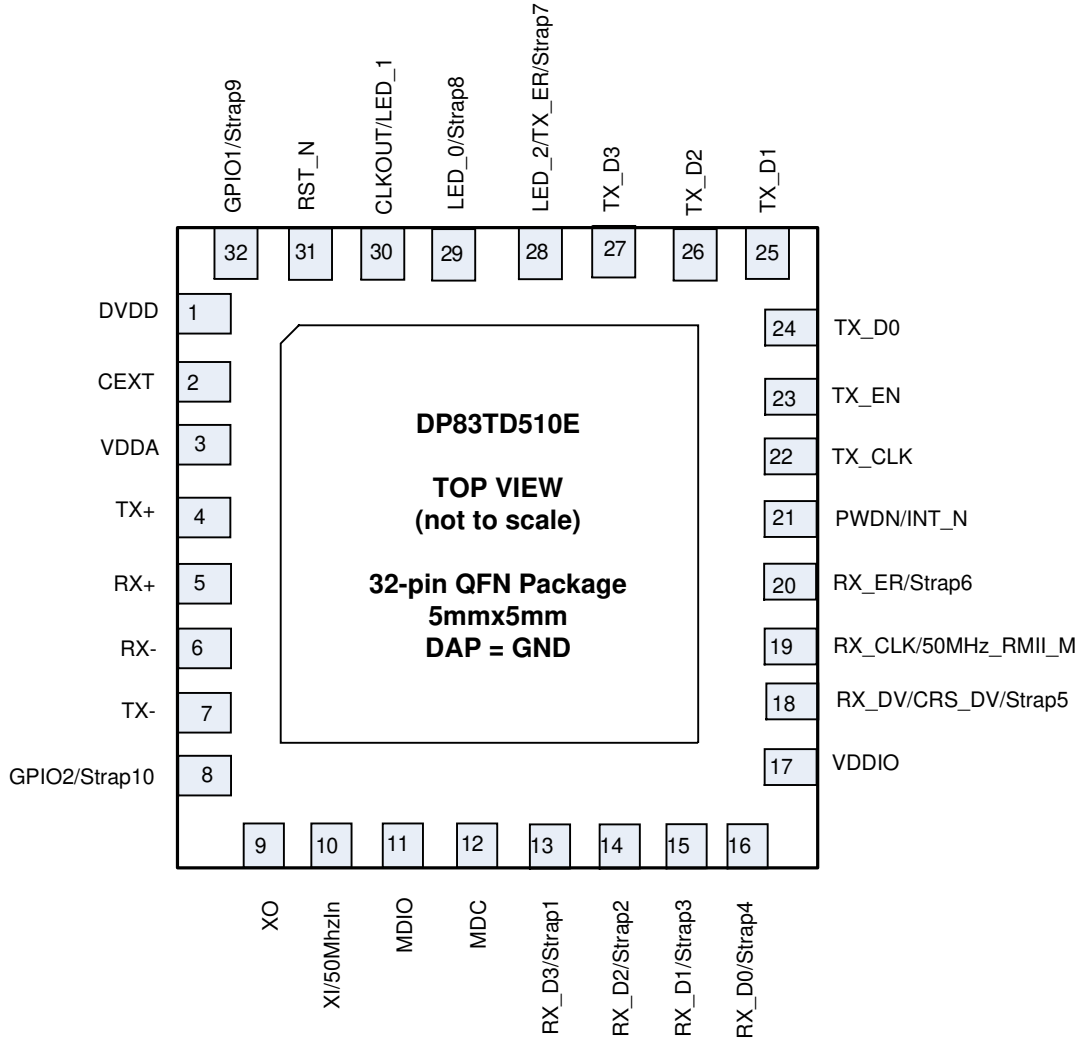 GPIO1/Strap9
RST_N
CLKOUT/LED_1
LED_0/Strap8
LED_2/TX_ER/Strap7
TX_D3
TX_D2
TX_D1
32
31
30
29
28
27
26
25
DVDD
1
CEXT
2
VDDA
3
TX+
4
RX+
5
RX-
6
TX-
7
GPIO2/Strap10
8
DP83TD510E
TOP VIEW
(not to scale)
32-pin QFN Package
5mmx5mm
DAP = GND
24
TX_D0
23
TX_EN
22
TX_CLK
21
PWDN/INT_N
20
RX_ER/Strap6
19
RX_CLK/50MHz_RMII_M
18
RX_DV/CRS_DV/Strap5
17
VDDIO
9
10
11
12
13
14
15
16
XO
XI/50MhzIn
MDIO
MDC
RX_D3/Strap1
RX_D2/Strap2
RX_D1/Strap3
RX_D0/Strap4